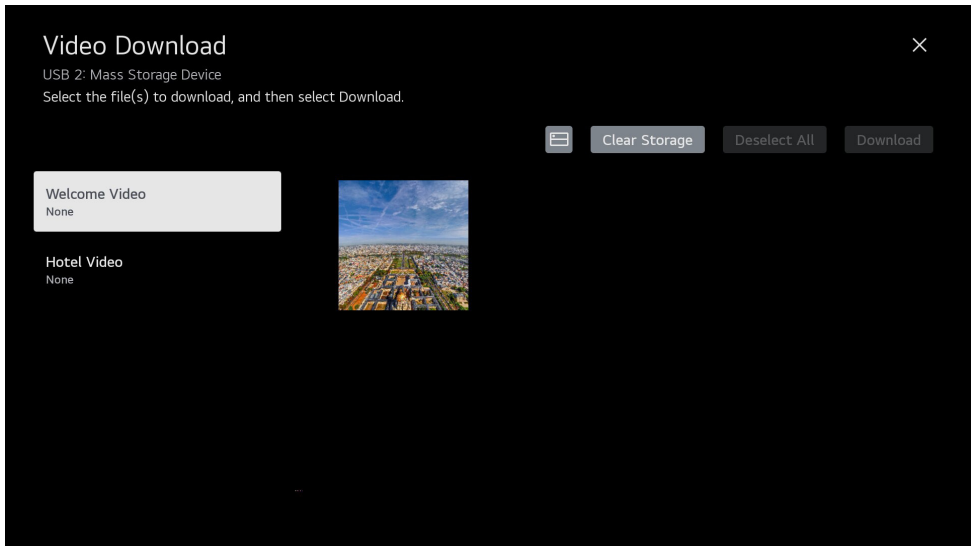 Video Download
USB 2: Mass Storage Device
Select the file(s) to download, and then select Download.
Clear Storage
Deselect All
Download
Welcome Video
None
Hotel Video
None